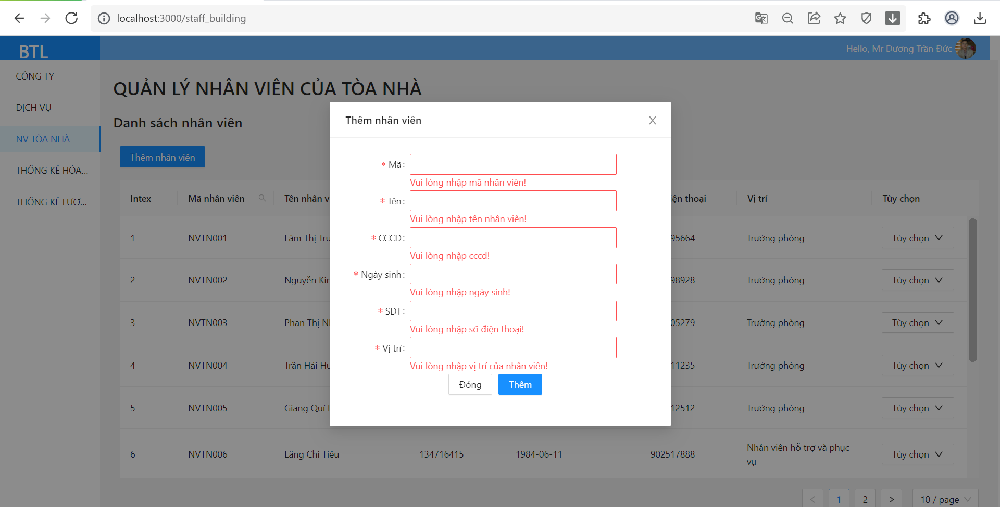 localhost:3000/staff_building
BTL
Hello, Mr Dương Trần Đức
CÔNG TY
DỊCH VỤ
NV TÒA NHÀ
THỐNG KÊ HÓA...
THỐNG KÊ LƯƠ...
QUẢN LÝ NHÂN VIÊN CỦA TÒA NHÀ
Danh sách nhân viên
Thêm nhân viên
Thêm nhân viên
* Mã:
Vui lòng nhập mã nhân viên!
* Tên:
Vui lòng nhập tên nhân viên!
* CCCD:
Vui lòng nhập cccd!
* Ngày sinh:
Vui lòng nhập ngày sinh!
* SĐT:
Vui lòng nhập số điện thoại!
* Vị trí:
Vui lòng nhập vị trí của nhân viên!
Đóng Thêm
Intex Mã nhân viên Tên nhân thoại Vị trí Tùy chọn
1 NVTN001 Lâm Thị 95664 Trưởng phòng Tùy chọn
2 NVTN002 Nguyễn 98928 Trưởng phòng Tùy chọn
3 NVTN003 Phan Thị 05279 Trưởng phòng Tùy chọn
4 NVTN004 Trần Hải 11235 Trưởng phòng Tùy chọn
5 NVTN005 Giang Quí 12512 Trưởng phòng Tùy chọn
6 NVTN006 Lăng Chi Tiêu 134716415 1984-06-11 902517888 Nhân viên hỗ trợ và phục vụ Tùy chọn
< 1 2 > 10 / page